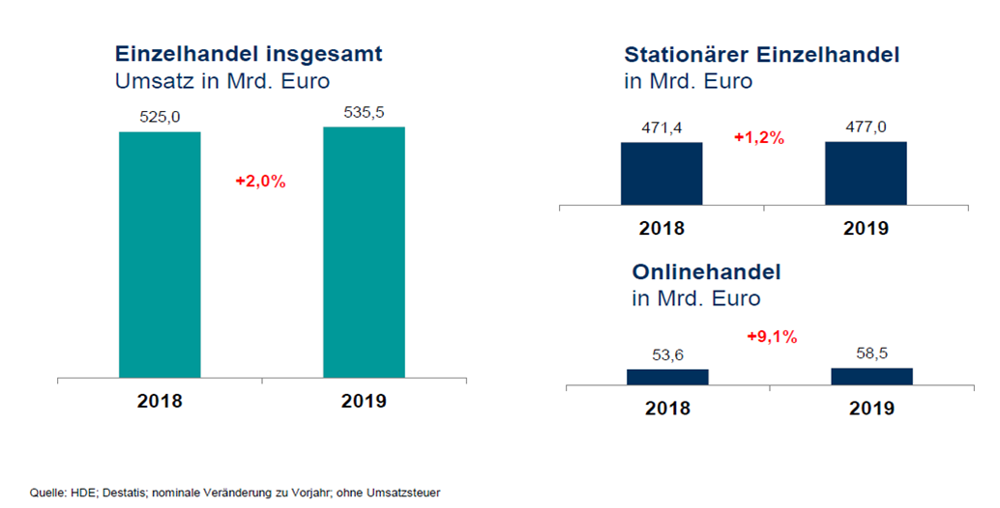 Einzelhandel insgesamt
Umsatz in Mrd. Euro
525,0
535,5
+2,0%
2018
2019
Stationärer Einzelhandel
in Mrd. Euro
471,4
+1,2%
477,0
2018
2019
Onlinehandel
in Mrd. Euro
+9,1%
53,6
58,5
2018
2019
Quelle: HDE; Destatis; nominale Veränderung zu Vorjahr; ohne Umsatzsteuer